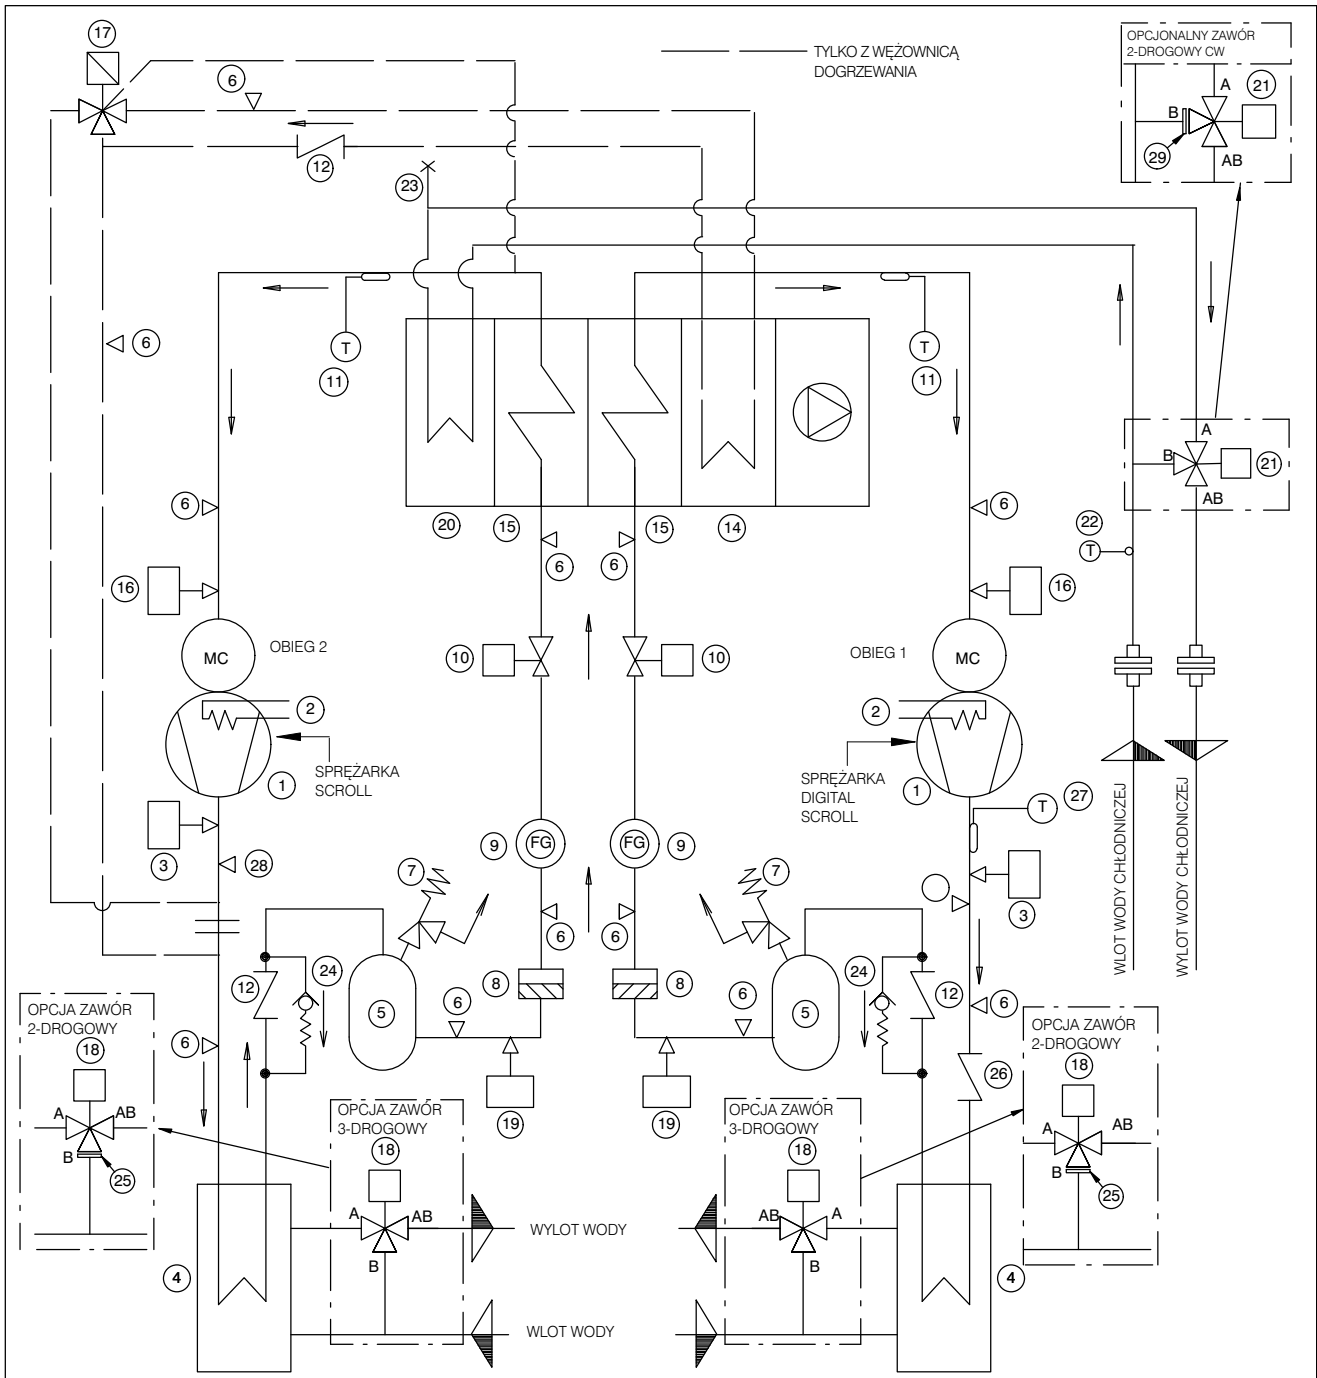 17
6
TYLKO Z WĘŻOWNICĄ
DOGRZEWANIA
OPCJONALNY ZAWÓR
2-DROGOWY CW
A
21
B
29
AB
12
23
6
T
11
T
11
A
B
21
AB
22
T
6
20
15
6
15
6
14
6
16
MC
OBIEG 2
10
10
OBIEG 1
MC
16
2
2
SPRĘŻARKA
SCROLL
1
SPRĘŻARKA
DIGITAL
SCROLL
1
27
T
WLOT WODY CHŁODNICZEJ
WYLOT WODY CHŁODNICZEJ
3
28
9
FG
FG
9
7
7
3
6
6
8
8
24
12
5
6
6
5
24
12
6
OPCJA ZAWÓR
2-DROGOWY
18
A
AB
B
25
6
19
19
26
OPCJA ZAWÓR
2-DROGOWY
18
A
AB
B
25
OPCJA ZAWÓR
3-DROGOWY
18
A
AB
B
OPCJA ZAWÓR
3-DROGOWY
18
AB
A
B
WYLOT WODY
4
4
WLOT WODY